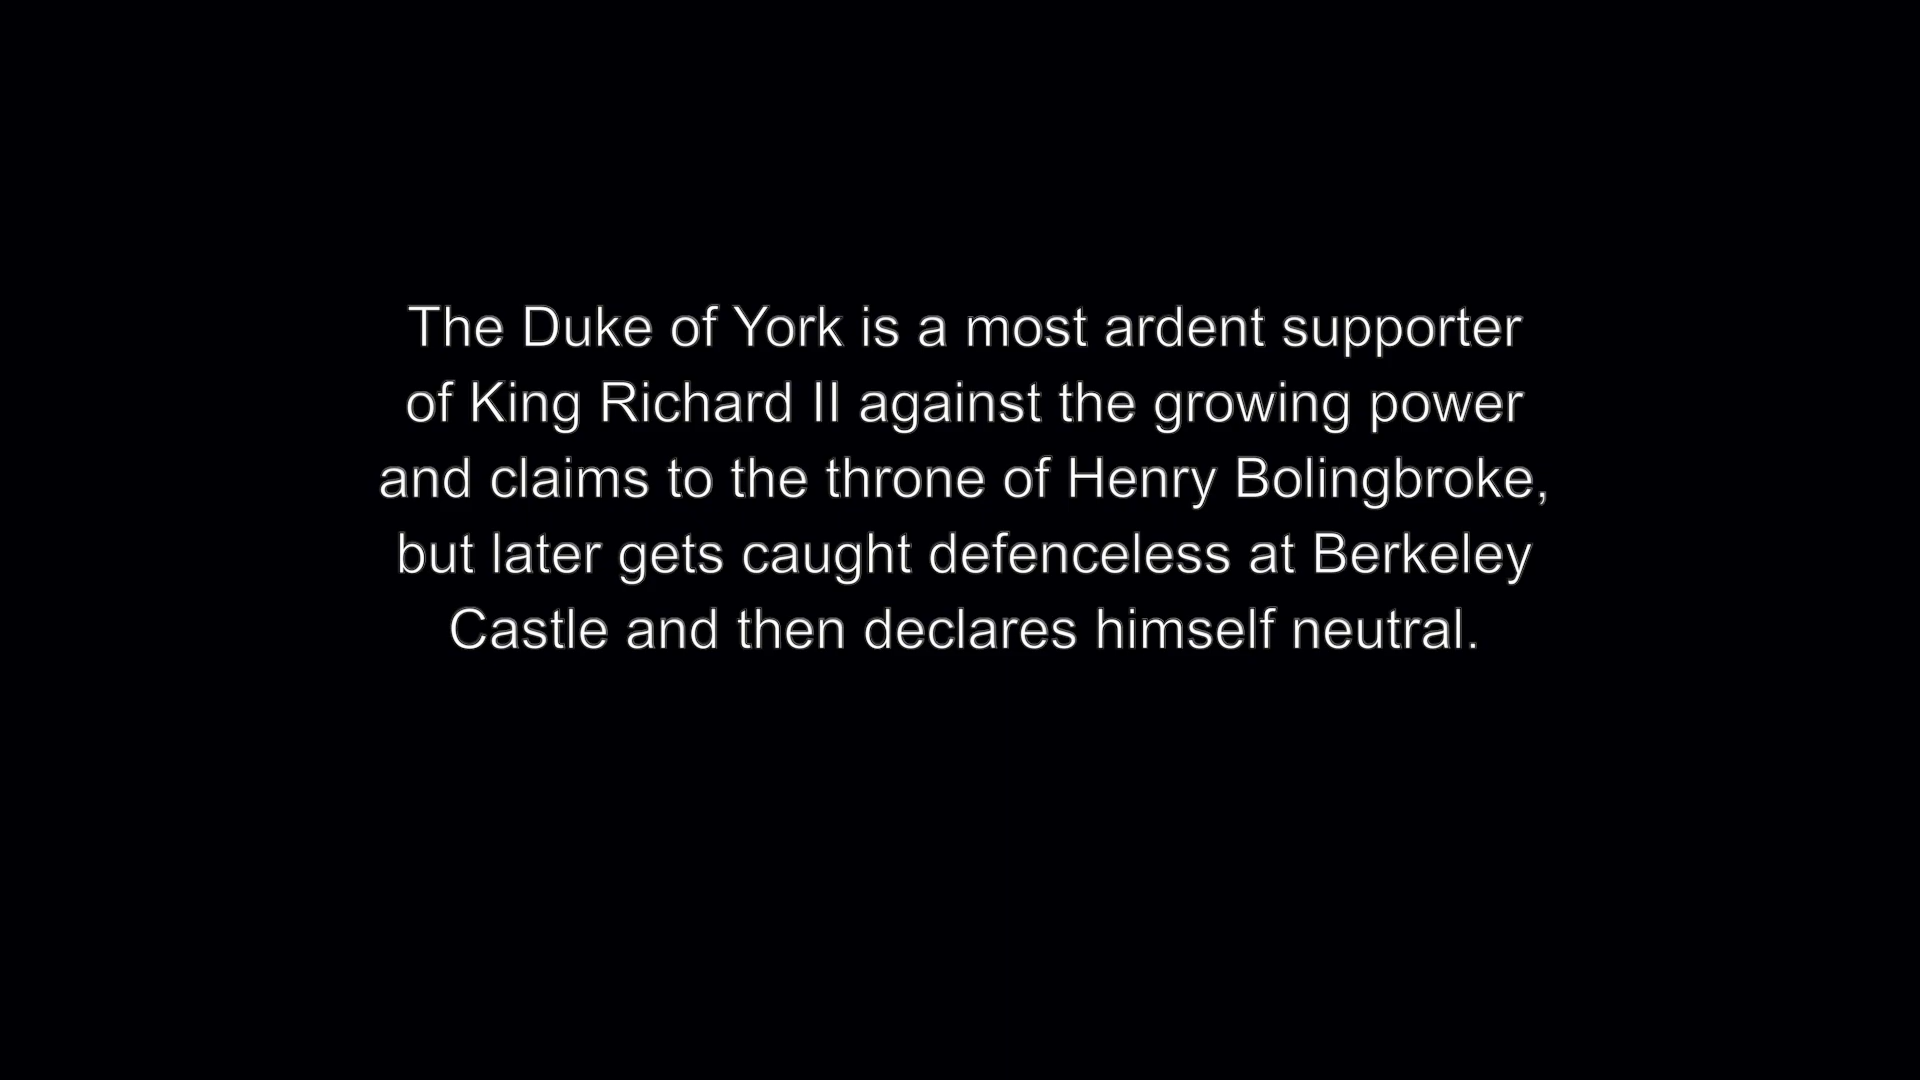 The Duke of York is a most ardent supporter
of King Richard II against the growing power
and claims to the throne of Henry Bolingbroke,
but later gets caught defenceless at Berkeley
Castle and then declares himself neutral.